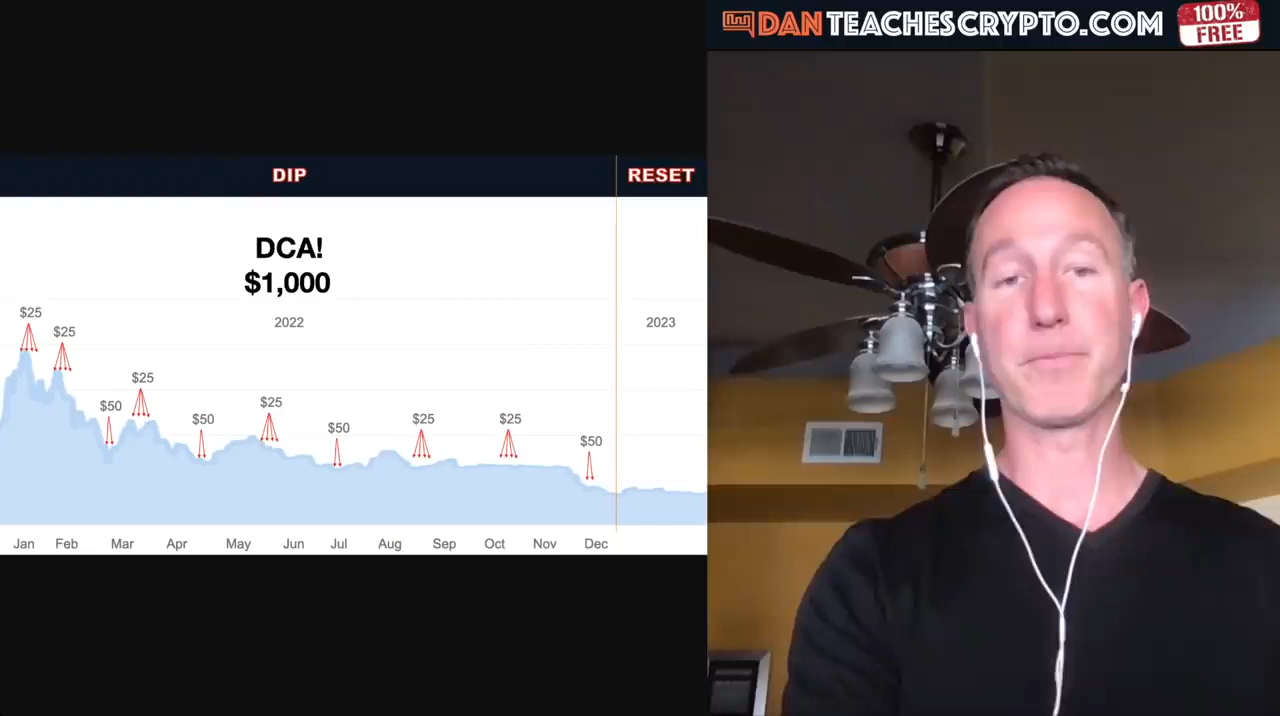 DANTEACHESCRYPTO.COM
100%
FREE
DIP
RESET
DCA!
$1,000
2022
2023
$25
$25
$50
$25
$50
$25
$50
$25
$25
$50
Jan Feb Mar Apr May Jun Jul Aug Sep Oct Nov Dec